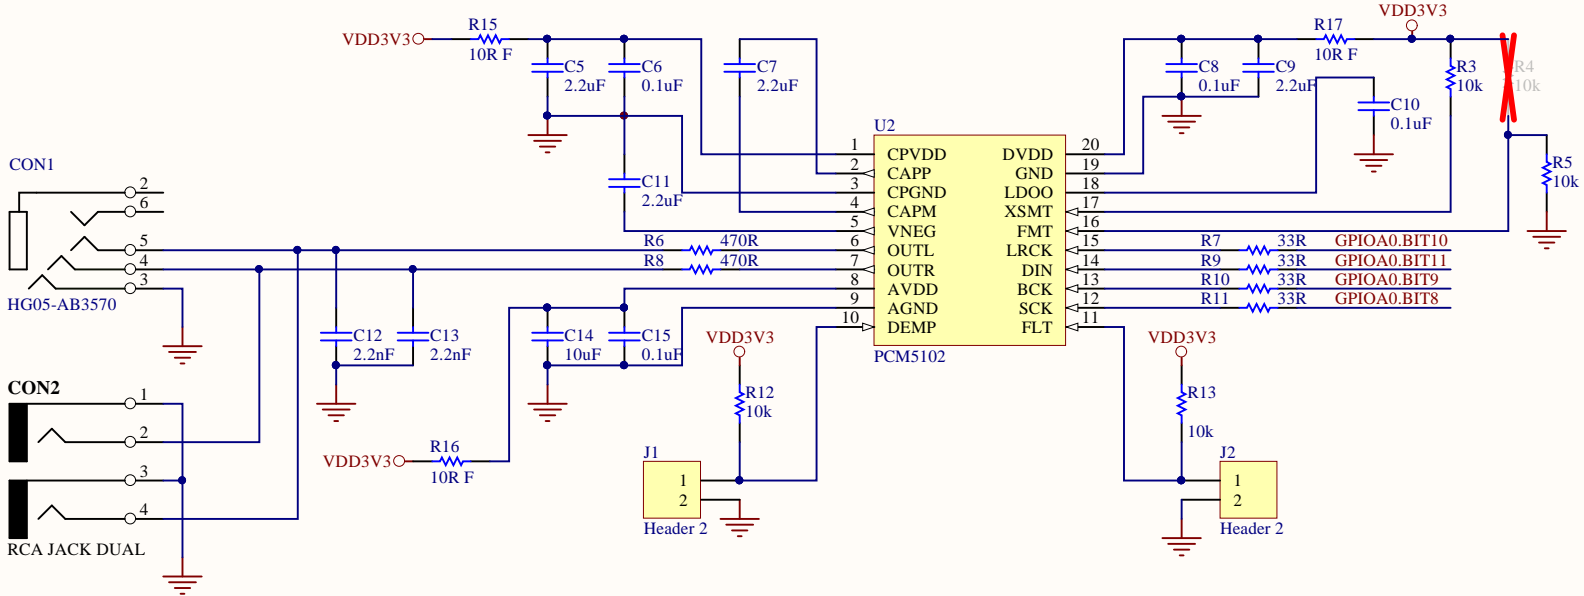 VDD3V3
R15
10R F
C5
2.2uF
C6
0.1uF
C7
2.2uF
C11
2.2uF
VDD3V3
R17
10R F
C8
0.1uF
C9
2.2uF
R3
10k
R4
10k
C10
0.1uF
R5
10k
U2
1 CPVDD DVDD 20
2 CAPP GND 19
3 CPGND LDOO 18
4 CAPM XSMT 17
5 VNEG FMT 16
6 OUTL LRCK 15
7 OUTR DIN 14
8 AVDD BCK 13
9 AGND SCK 12
10 DEMP FLT 11
PCM5102
CON1
2
6
5
4
3
HG05-AB3570
R6 470R
R8 470R
R7 33R GPIOA0.BIT10
R9 33R GPIOA0.BIT11
R10 33R GPIOA0.BIT9
R11 33R GPIOA0.BIT8
C12
2.2nF
C13
2.2nF
C14
10uF
C15
0.1uF
VDD3V3
R12
10k
VDD3V3
R13
10k
CON2
1
2
3
4
RCA JACK DUAL
VDD3V3
R16
10R F
J1
1
2
Header 2
J2
1
2
Header 2